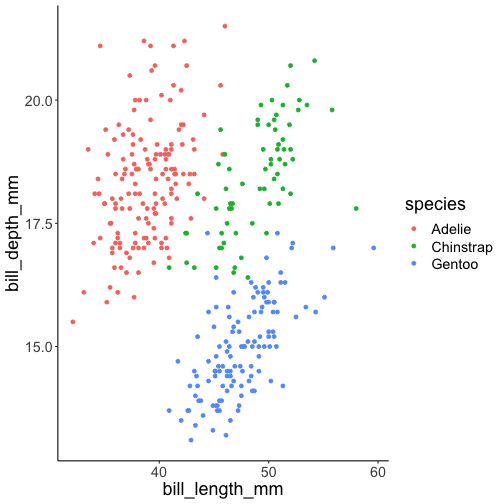 bill_depth_mm
20.0
17.5
15.0
40
50
60
bill_length_mm
species
Adelie
Chinstrap
Gentoo